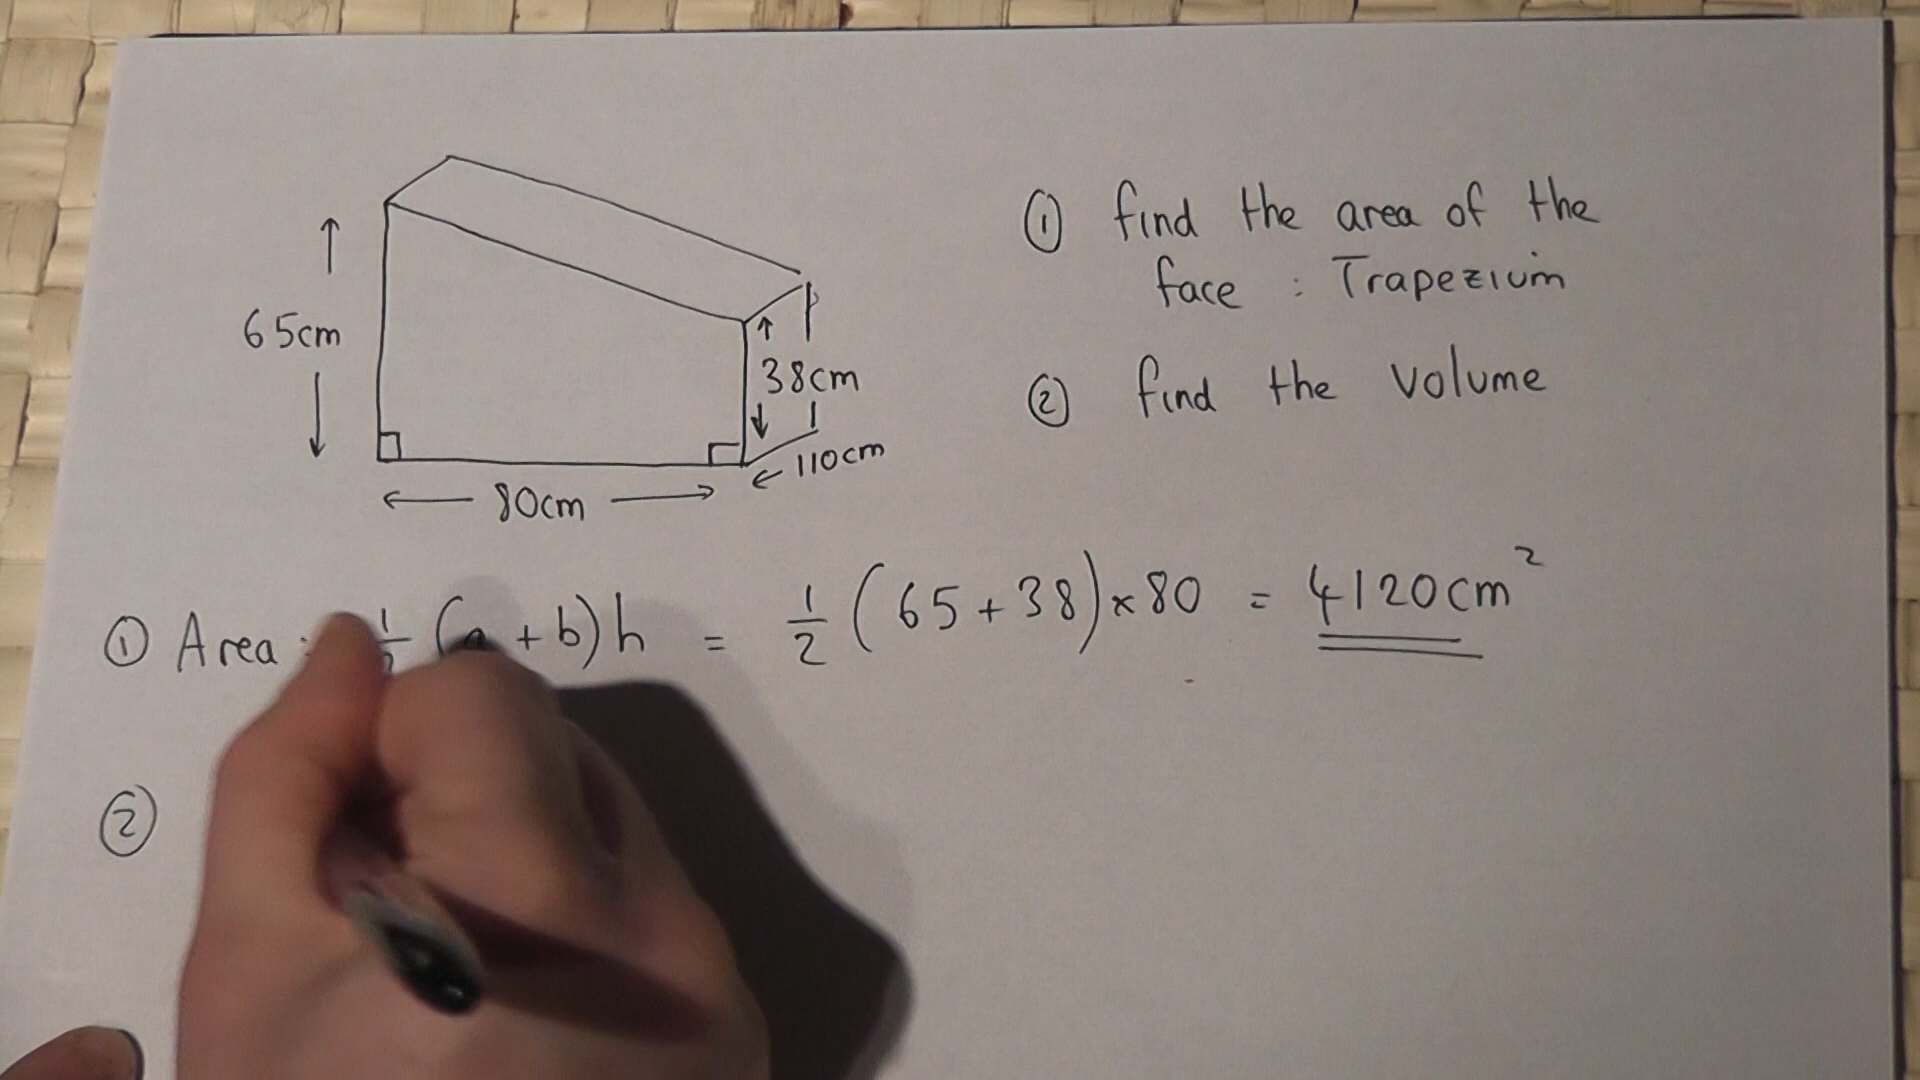 ① find the area of the
face : Trapezium
② find the volume
65cm
38cm
110cm
80cm
① Area = 1/2 (a + b) h = 1/2 (65 + 38) × 80 = 4120cm²
②